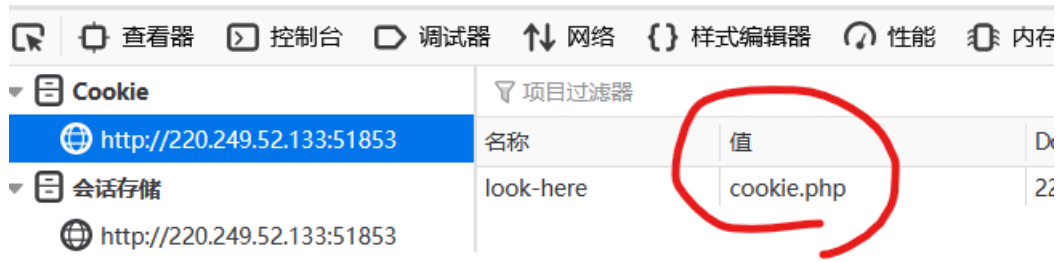 查看器 控制台 调试器 网络 样式编辑器 性能 内存
Cookie
项目过滤器
http://220.249.52.133:51853
名称 值
会话存储
look-here cookie.php 22
http://220.249.52.133:51853